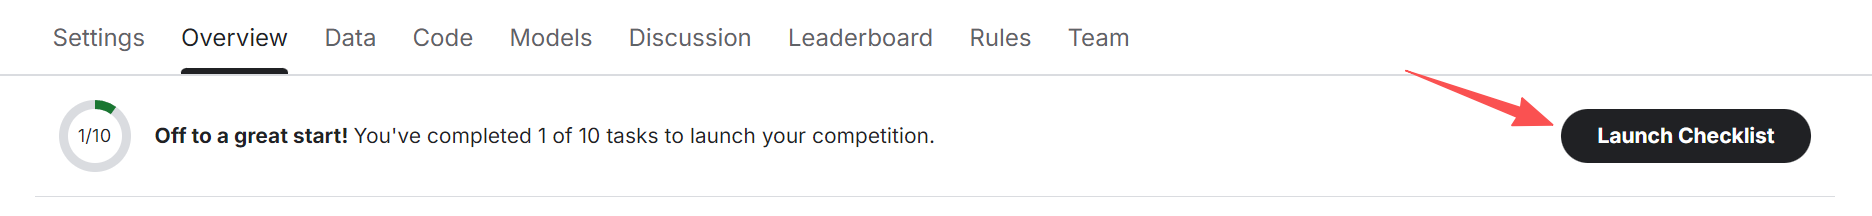 Settings Overview Data Code Models Discussion Leaderboard Rules Team
1/10 Off to a great start! You've completed 1 of 10 tasks to launch your competition. Launch Checklist